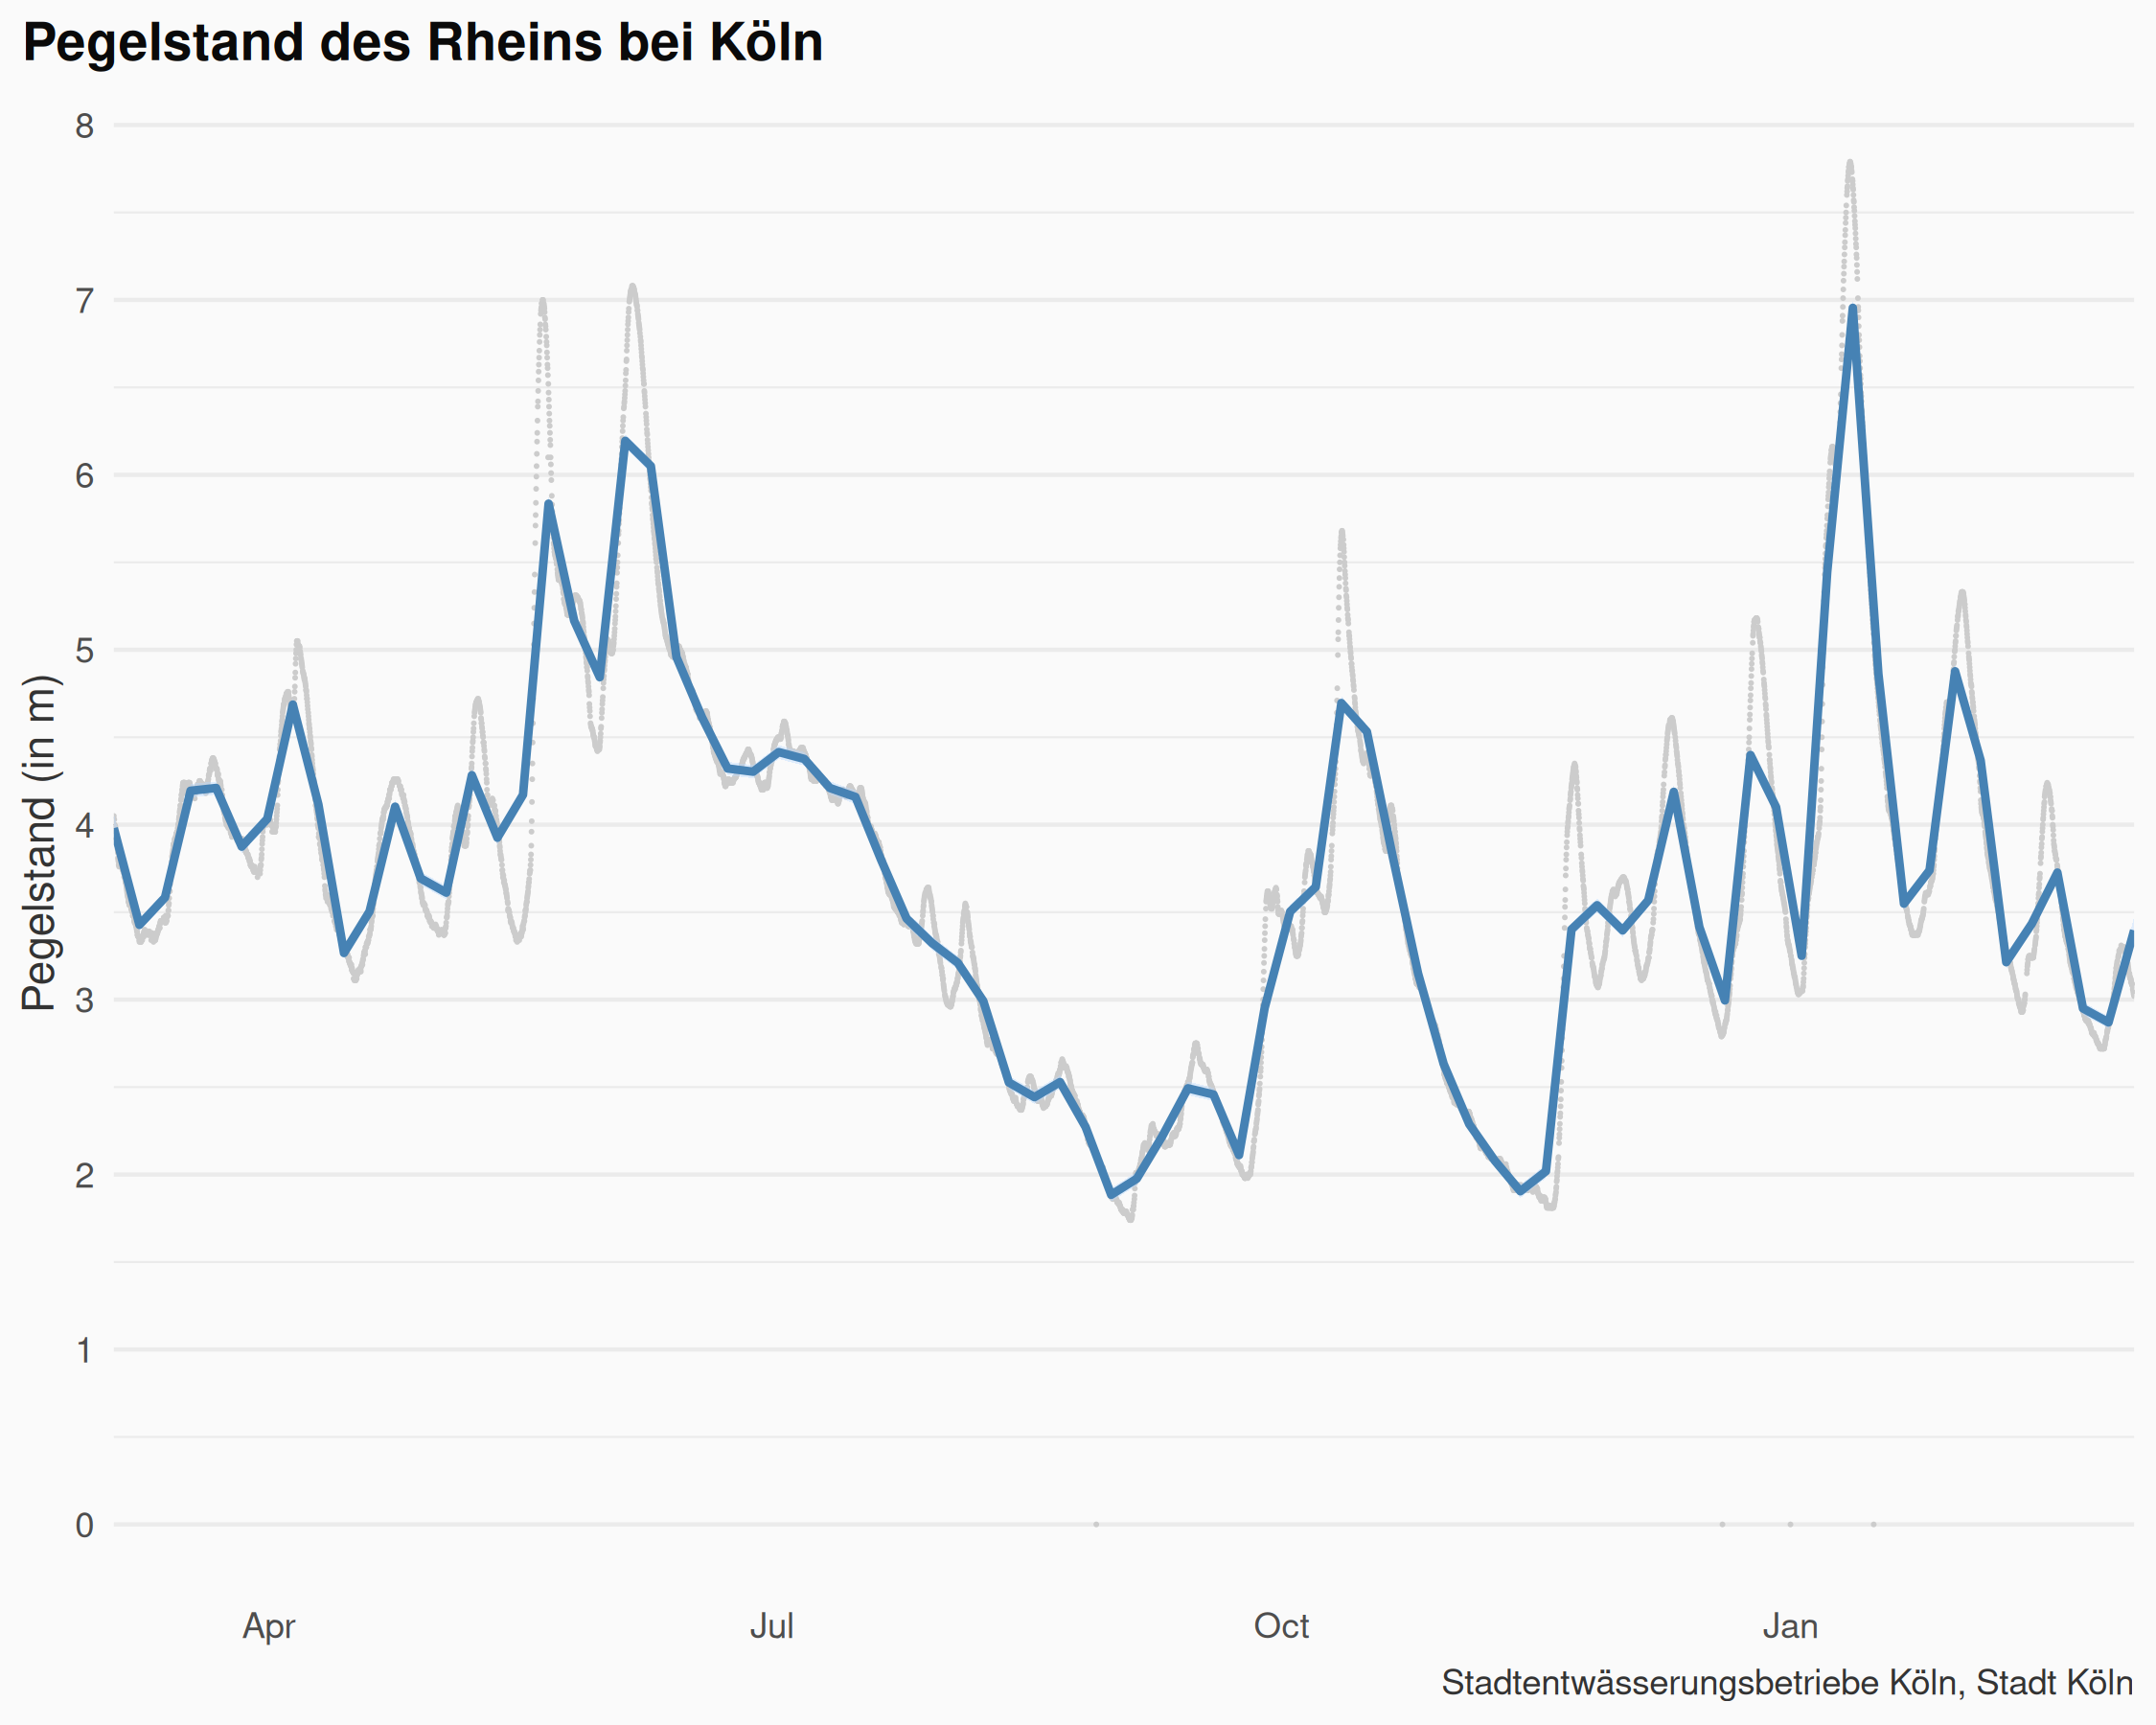 Pegelstand des Rheins bei Köln
Pegelstand (in m)
8
7
6
5
4
3
2
1
0
Apr Jul Oct Jan
Stadtentwässerungsbetriebe Köln, Stadt Köln